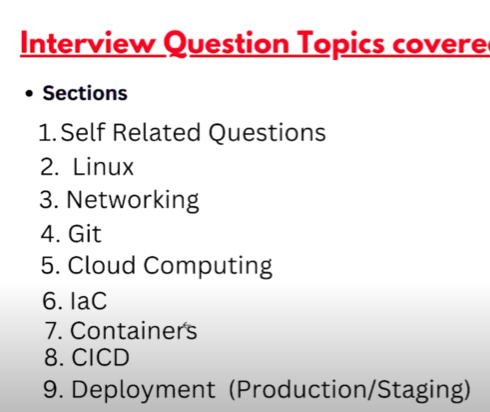 Interview Question Topics covere
• Sections
1. Self Related Questions
2. Linux
3. Networking
4. Git
5. Cloud Computing
6. IaC
7. Containers
8. CICD
9. Deployment (Production/Staging)